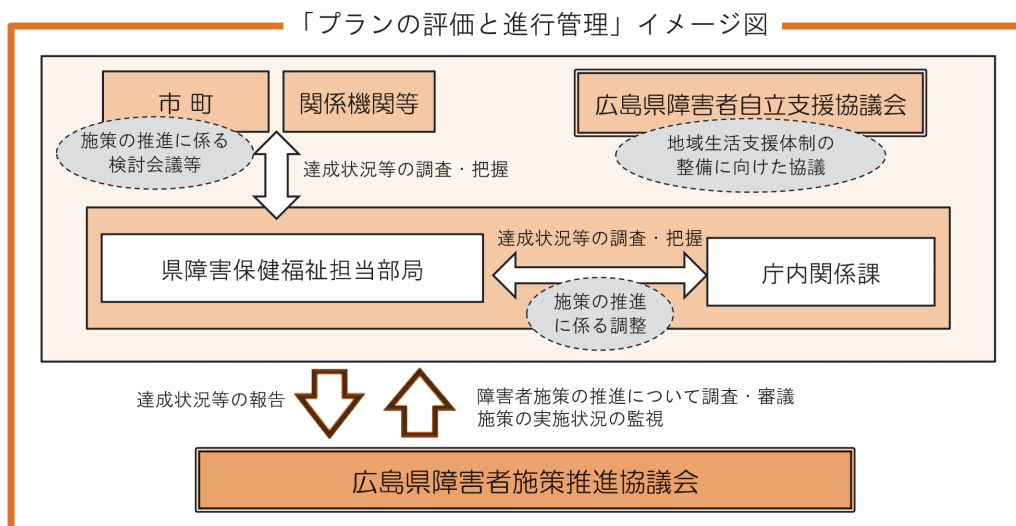 「プランの評価と進行管理」イメージ図
市 町
関係機関等
広島県障害者自立支援協議会
施策の推進に係る
検討会議等
地域生活支援体制の
整備に向けた協議
達成状況等の調査・把握
達成状況等の調査・把握
県障害保健福祉担当部局
庁内関係課
施策の推進
に係る調整
達成状況等の報告
障害者施策の推進について調査・審議
施策の実施状況の監視
広島県障害者施策推進協議会